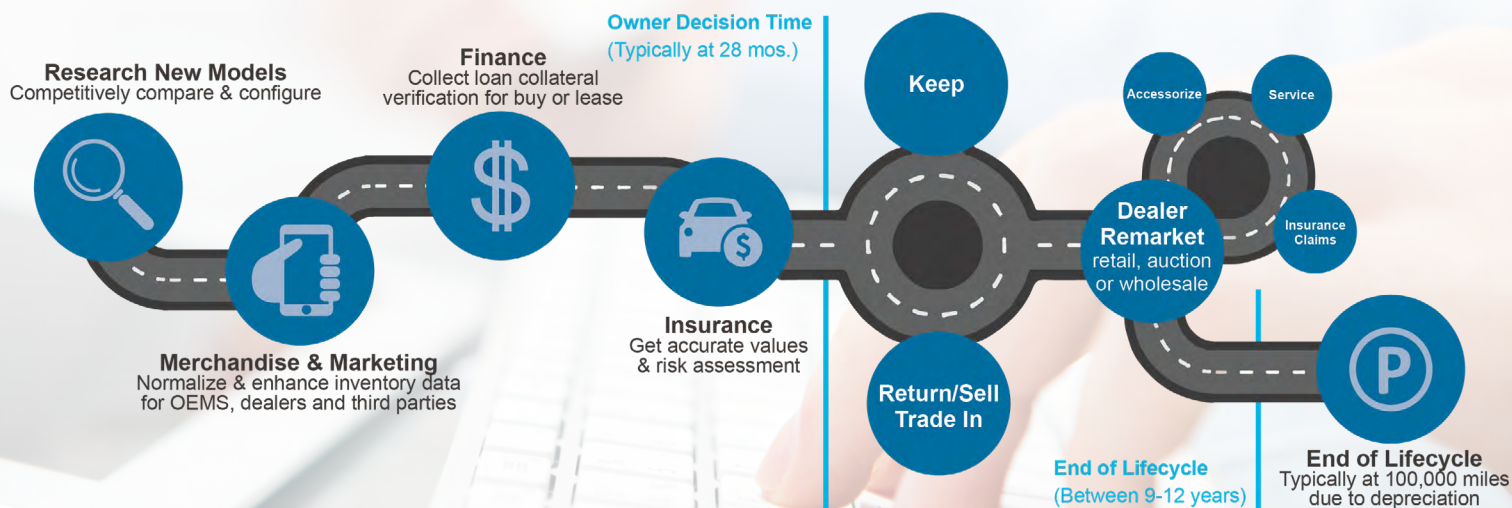 Research New Models
Competitively compare & configure
Merchandise & Marketing
Normalize & enhance inventory data
for OEMS, dealers and third parties
Finance
Collect loan collateral
verification for buy or lease
$
Insurance
Get accurate values
& risk assessment
$
Owner Decision Time
(Typically at 28 mos.)
Keep
Return/Sell
Trade In
Dealer
Remarket
retail, auction
or wholesale
Accessorize
Service
Insurance
Claims
End of Lifecycle
(Between 9-12 years)
P
End of Lifecycle
Typically at 100,000 miles
due to depreciation